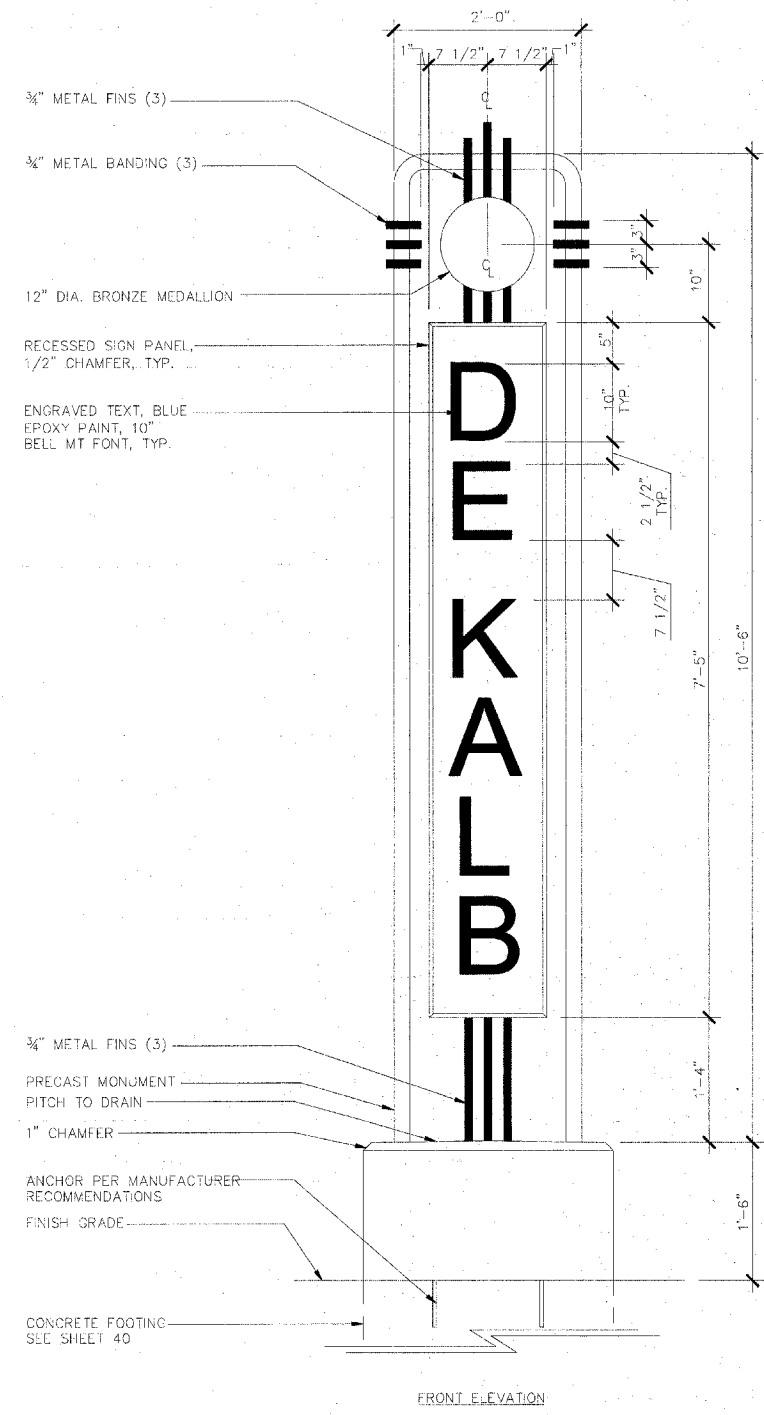 2'-0"
1"
7 1/2"
7 1/2"
1"
¾" METAL FINS (3)
CL
¾" METAL BANDING (3)
3"
3"
CL
10"
12" DIA. BRONZE MEDALLION
RECESSED SIGN PANEL,
1/2" CHAMFER, TYP.
5"
ENGRAVED TEXT, BLUE
EPOXY PAINT, 10"
BELL MT FONT, TYP.
10"
TYP.
2 1/2"
TYP.
7 1/2"
7'-5"
10'-6"
D
E
K
A
L
B
¾" METAL FINS (3)
PRECAST MONUMENT
PITCH TO DRAIN
1" CHAMFER
1'-4"
ANCHOR PER MANUFACTURER
RECOMMENDATIONS
FINISH GRADE
1'-6"
CONCRETE FOOTING
SEE SHEET 40
FRONT ELEVATION